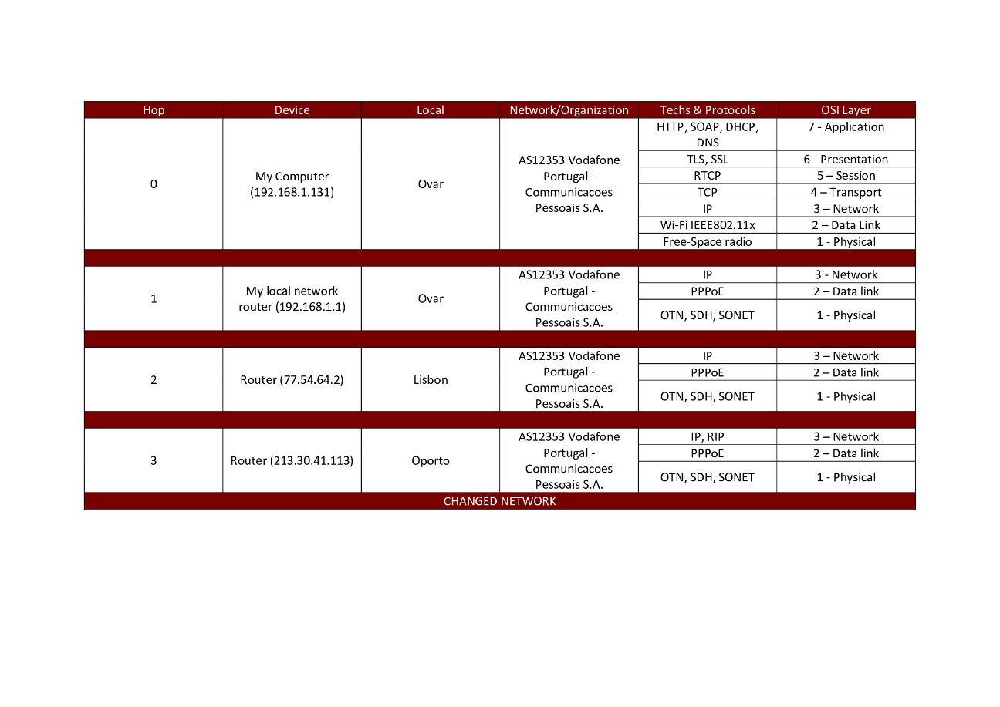 Hop Device Local Network/Organization Techs & Protocols OSI Layer
0
My Computer
(192.168.1.131)
Ovar
AS12353 Vodafone
Portugal -
Communicacoes
Pessoais S.A.
HTTP, SOAP, DHCP,
DNS
7 - Application
TLS, SSL
6 - Presentation
RTCP
5 – Session
TCP
4 – Transport
IP
3 – Network
Wi-Fi IEEE802.11x
2 – Data Link
Free-Space radio
1 - Physical
1
My local network
router (192.168.1.1)
Ovar
AS12353 Vodafone
Portugal -
Communicacoes
Pessoais S.A.
IP
3 - Network
PPPoE
2 – Data link
OTN, SDH, SONET
1 - Physical
2
Router (77.54.64.2)
Lisbon
AS12353 Vodafone
Portugal -
Communicacoes
Pessoais S.A.
IP
3 – Network
PPPoE
2 – Data link
OTN, SDH, SONET
1 - Physical
3
Router (213.30.41.113)
Oporto
AS12353 Vodafone
Portugal -
Communicacoes
Pessoais S.A.
IP, RIP
3 – Network
PPPoE
2 – Data link
OTN, SDH, SONET
1 - Physical
CHANGED NETWORK